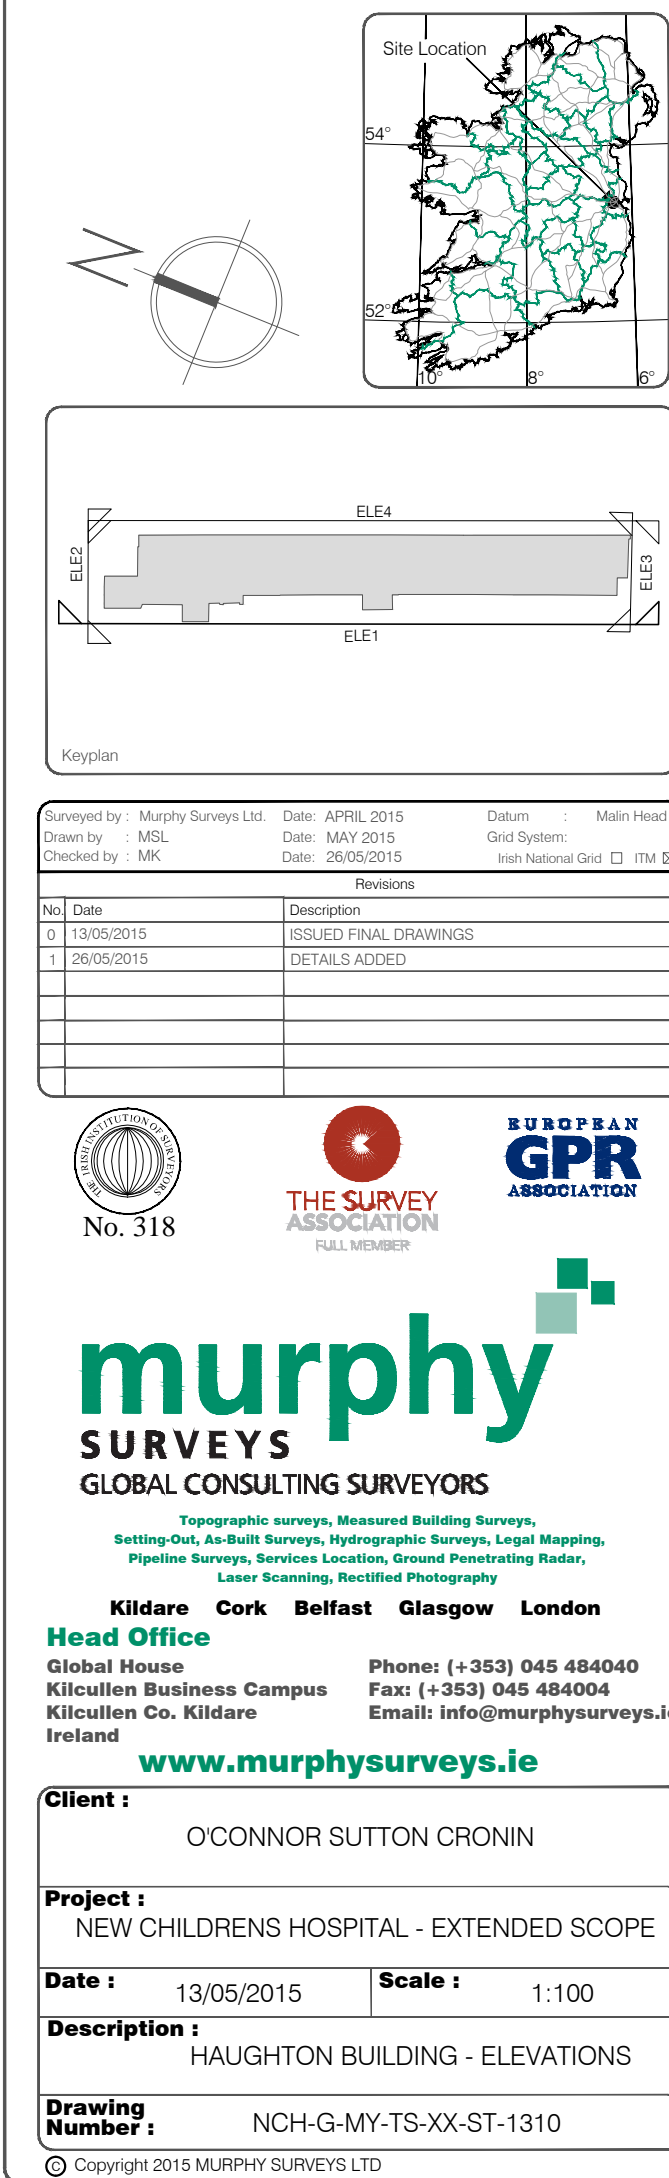 Site Location
54°
52°
10°
8°
6°
N
ELE4
ELE2
ELE3
ELE1
Keyplan
Surveyed by : Murphy Surveys Ltd. Date: APRIL 2015 Datum : Malin Head
Drawn by : MSL Date: MAY 2015 Grid System:
Checked by : MK Date: 26/05/2015 Irish National Grid ☐ ITM ☒
Revisions
No. Date Description
0 13/05/2015 ISSUED FINAL DRAWINGS
1 26/05/2015 DETAILS ADDED
THE IRISH INSTITUTION OF SURVEYORS
No. 318
THE SURVEY
ASSOCIATION
FULL MEMBER
EUROPEAN
GPR
ASSOCIATION
murphy
SURVEYS
GLOBAL CONSULTING SURVEYORS
Topographic surveys, Measured Building Surveys,
Setting-Out, As-Built Surveys, Hydrographic Surveys, Legal Mapping,
Pipeline Surveys, Services Location, Ground Penetrating Radar,
Laser Scanning, Rectified Photography
Kildare Cork Belfast Glasgow London
Head Office
Global House
Kilcullen Business Campus Phone: (+353) 045 484040
Kilcullen Co. Kildare Fax: (+353) 045 484004
Ireland Email: info@murphysurveys.ie
www.murphysurveys.ie
Client :
O'CONNOR SUTTON CRONIN
Project :
NEW CHILDRENS HOSPITAL - EXTENDED SCOPE
Date : 13/05/2015 Scale : 1:100
Description :
HAUGHTON BUILDING - ELEVATIONS
Drawing
Number : NCH-G-MY-TS-XX-ST-1310
© Copyright 2015 MURPHY SURVEYS LTD